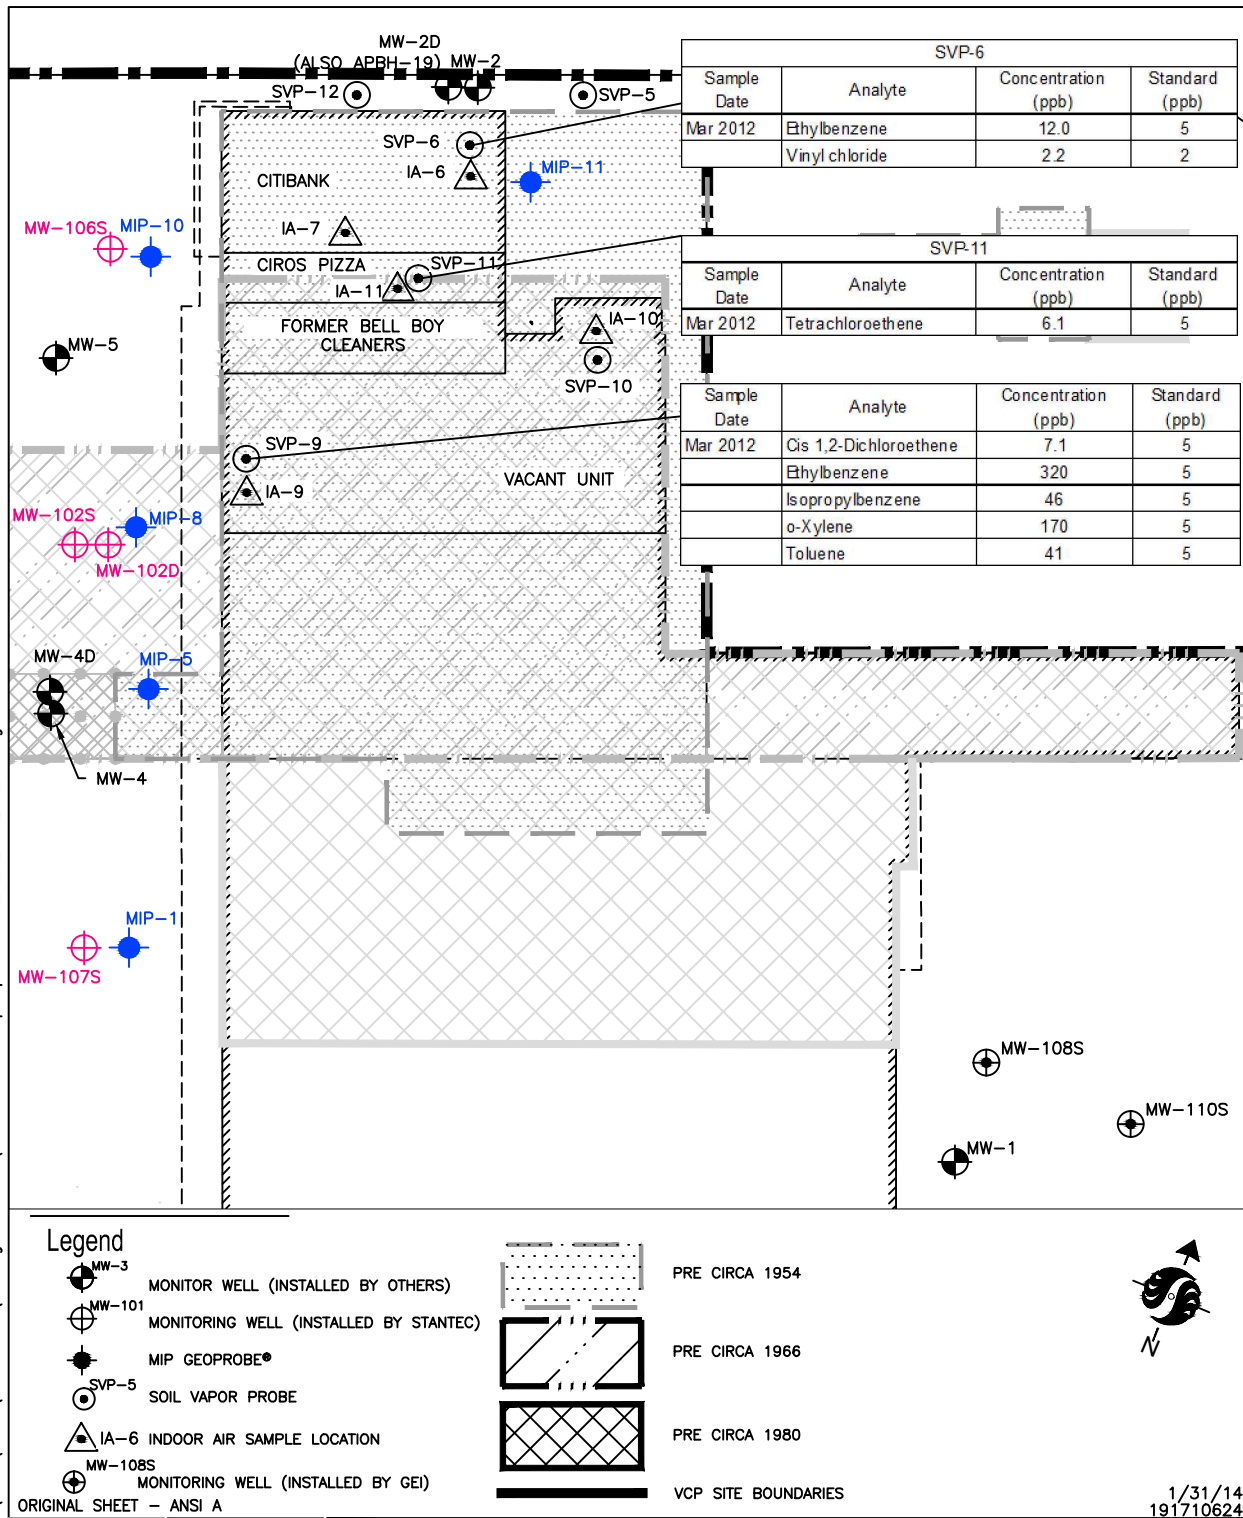 MW-2D
(ALSO APBH-19) MW-2
SVP-12
SVP-5
SVP-6
IA-6
MIP-11
CITIBANK
MW-106S MIP-10
IA-7
CIROS PIZZA
SVP-11
IA-11
FORMER BELL BOY
CLEANERS
IA-10
SVP-10
MW-5
SVP-9
IA-9
VACANT UNIT
MW-102S
MIP-8
MW-102D
MW-4D
MIP-5
MW-4
MIP-1
MW-107S
MW-108S
MW-110S
MW-1
SVP-6
Sample Date Analyte Concentration (ppb) Standard (ppb)
Mar 2012 Ethylbenzene 12.0 5
Vinyl chloride 2.2 2
SVP-11
Sample Date Analyte Concentration (ppb) Standard (ppb)
Mar 2012 Tetrachloroethene 6.1 5
Sample Date Analyte Concentration (ppb) Standard (ppb)
Mar 2012 Cis 1,2-Dichloroethene 7.1 5
Ethylbenzene 320 5
Isopropylbenzene 46 5
o-Xylene 170 5
Toluene 41 5
Legend
MW-3 MONITOR WELL (INSTALLED BY OTHERS)
MW-101 MONITORING WELL (INSTALLED BY STANTEC)
MIP GEOPROBE®
SVP-5 SOIL VAPOR PROBE
IA-6 INDOOR AIR SAMPLE LOCATION
MW-108S MONITORING WELL (INSTALLED BY GEI)
ORIGINAL SHEET - ANSI A
PRE CIRCA 1954
PRE CIRCA 1966
PRE CIRCA 1980
VCP SITE BOUNDARIES
N
1/31/14
191710624